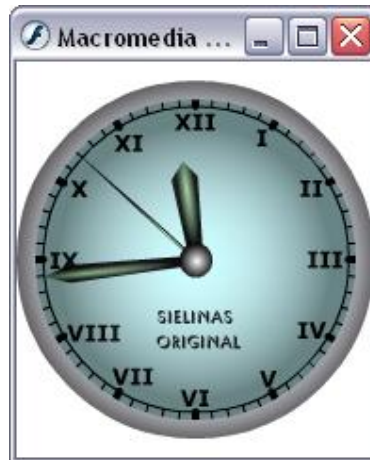 Macromedia ...
XII
XI
I
X
II
IX
III
VIII
IV
VII
V
VI
SIELINAS
ORIGINAL